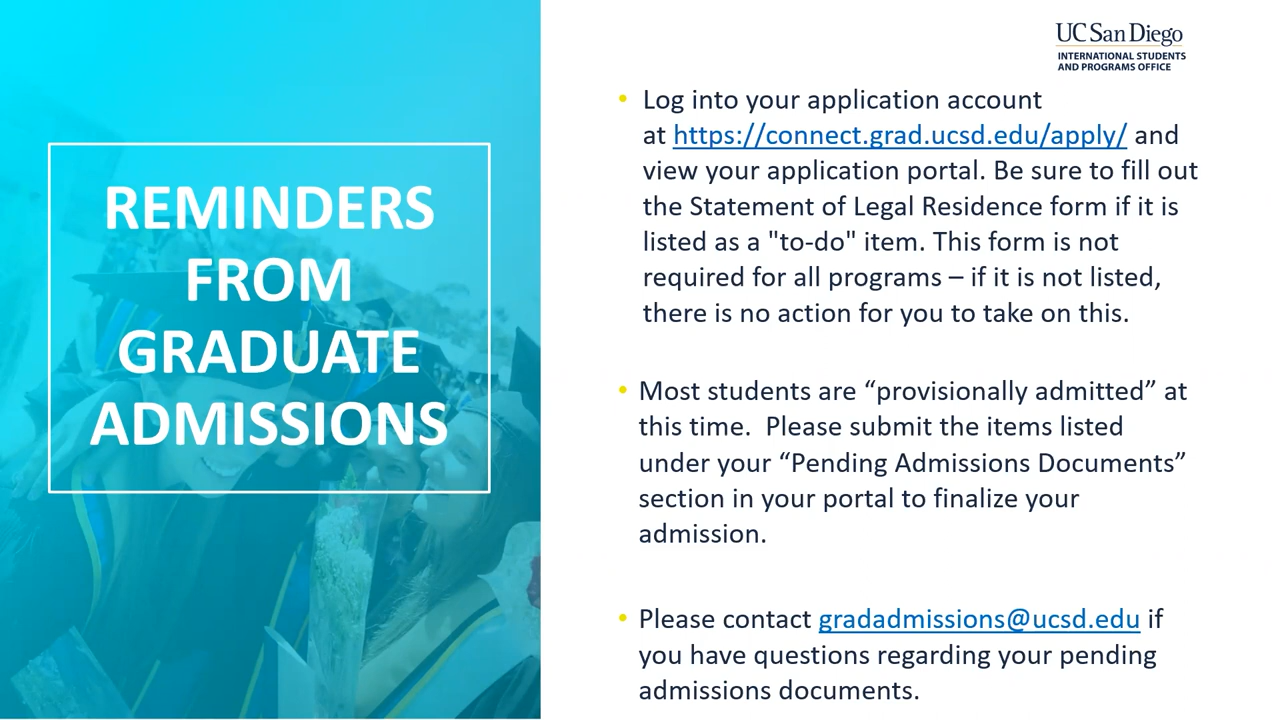 UC San Diego
INTERNATIONAL STUDENTS
AND PROGRAMS OFFICE
REMINDERS
FROM
GRADUATE
ADMISSIONS
• Log into your application account
at https://connect.grad.ucsd.edu/apply/ and
view your application portal. Be sure to fill out
the Statement of Legal Residence form if it is
listed as a "to-do" item. This form is not
required for all programs – if it is not listed,
there is no action for you to take on this.
• Most students are “provisionally admitted” at
this time.  Please submit the items listed
under your “Pending Admissions Documents”
section in your portal to finalize your
admission.
• Please contact gradadmissions@ucsd.edu if
you have questions regarding your pending
admissions documents.